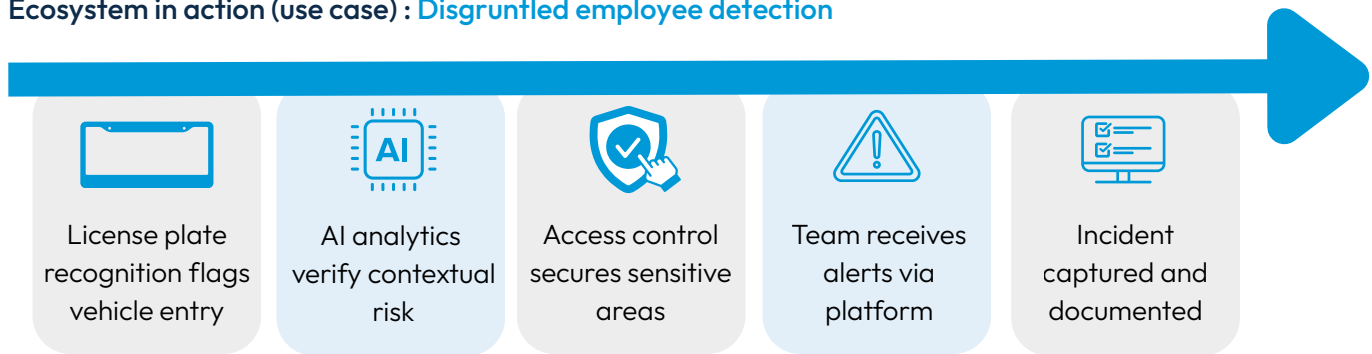 Ecosystem in action (use case) : Disgruntled employee detection
License plate
recognition flags
vehicle entry
AI
AI analytics
verify contextual
risk
Access control
secures sensitive
areas
Team receives
alerts via
platform
Incident
captured and
documented